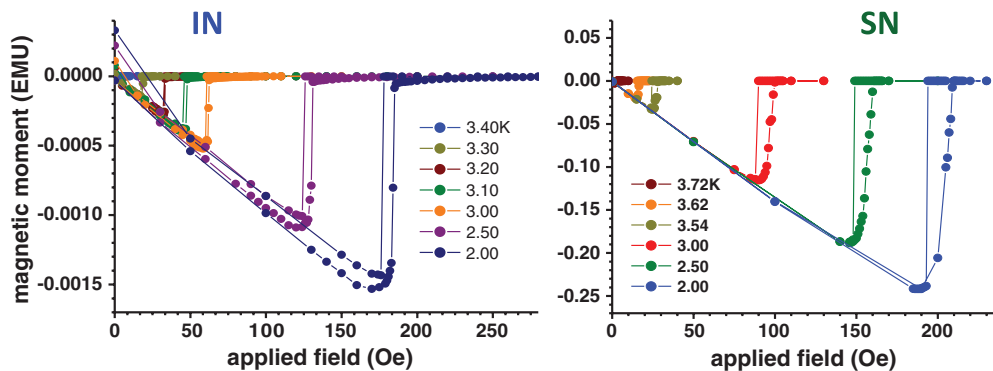 IN
magnetic moment (EMU)
0.0000
-0.0005
-0.0010
-0.0015
3.40K
3.30
3.20
3.10
3.00
2.50
2.00
0 50 100 150 200 250
applied field (Oe)
SN
0.05
0.00
-0.05
-0.10
-0.15
-0.20
-0.25
3.72K
3.62
3.54
3.00
2.50
2.00
0 100 200
applied field (Oe)